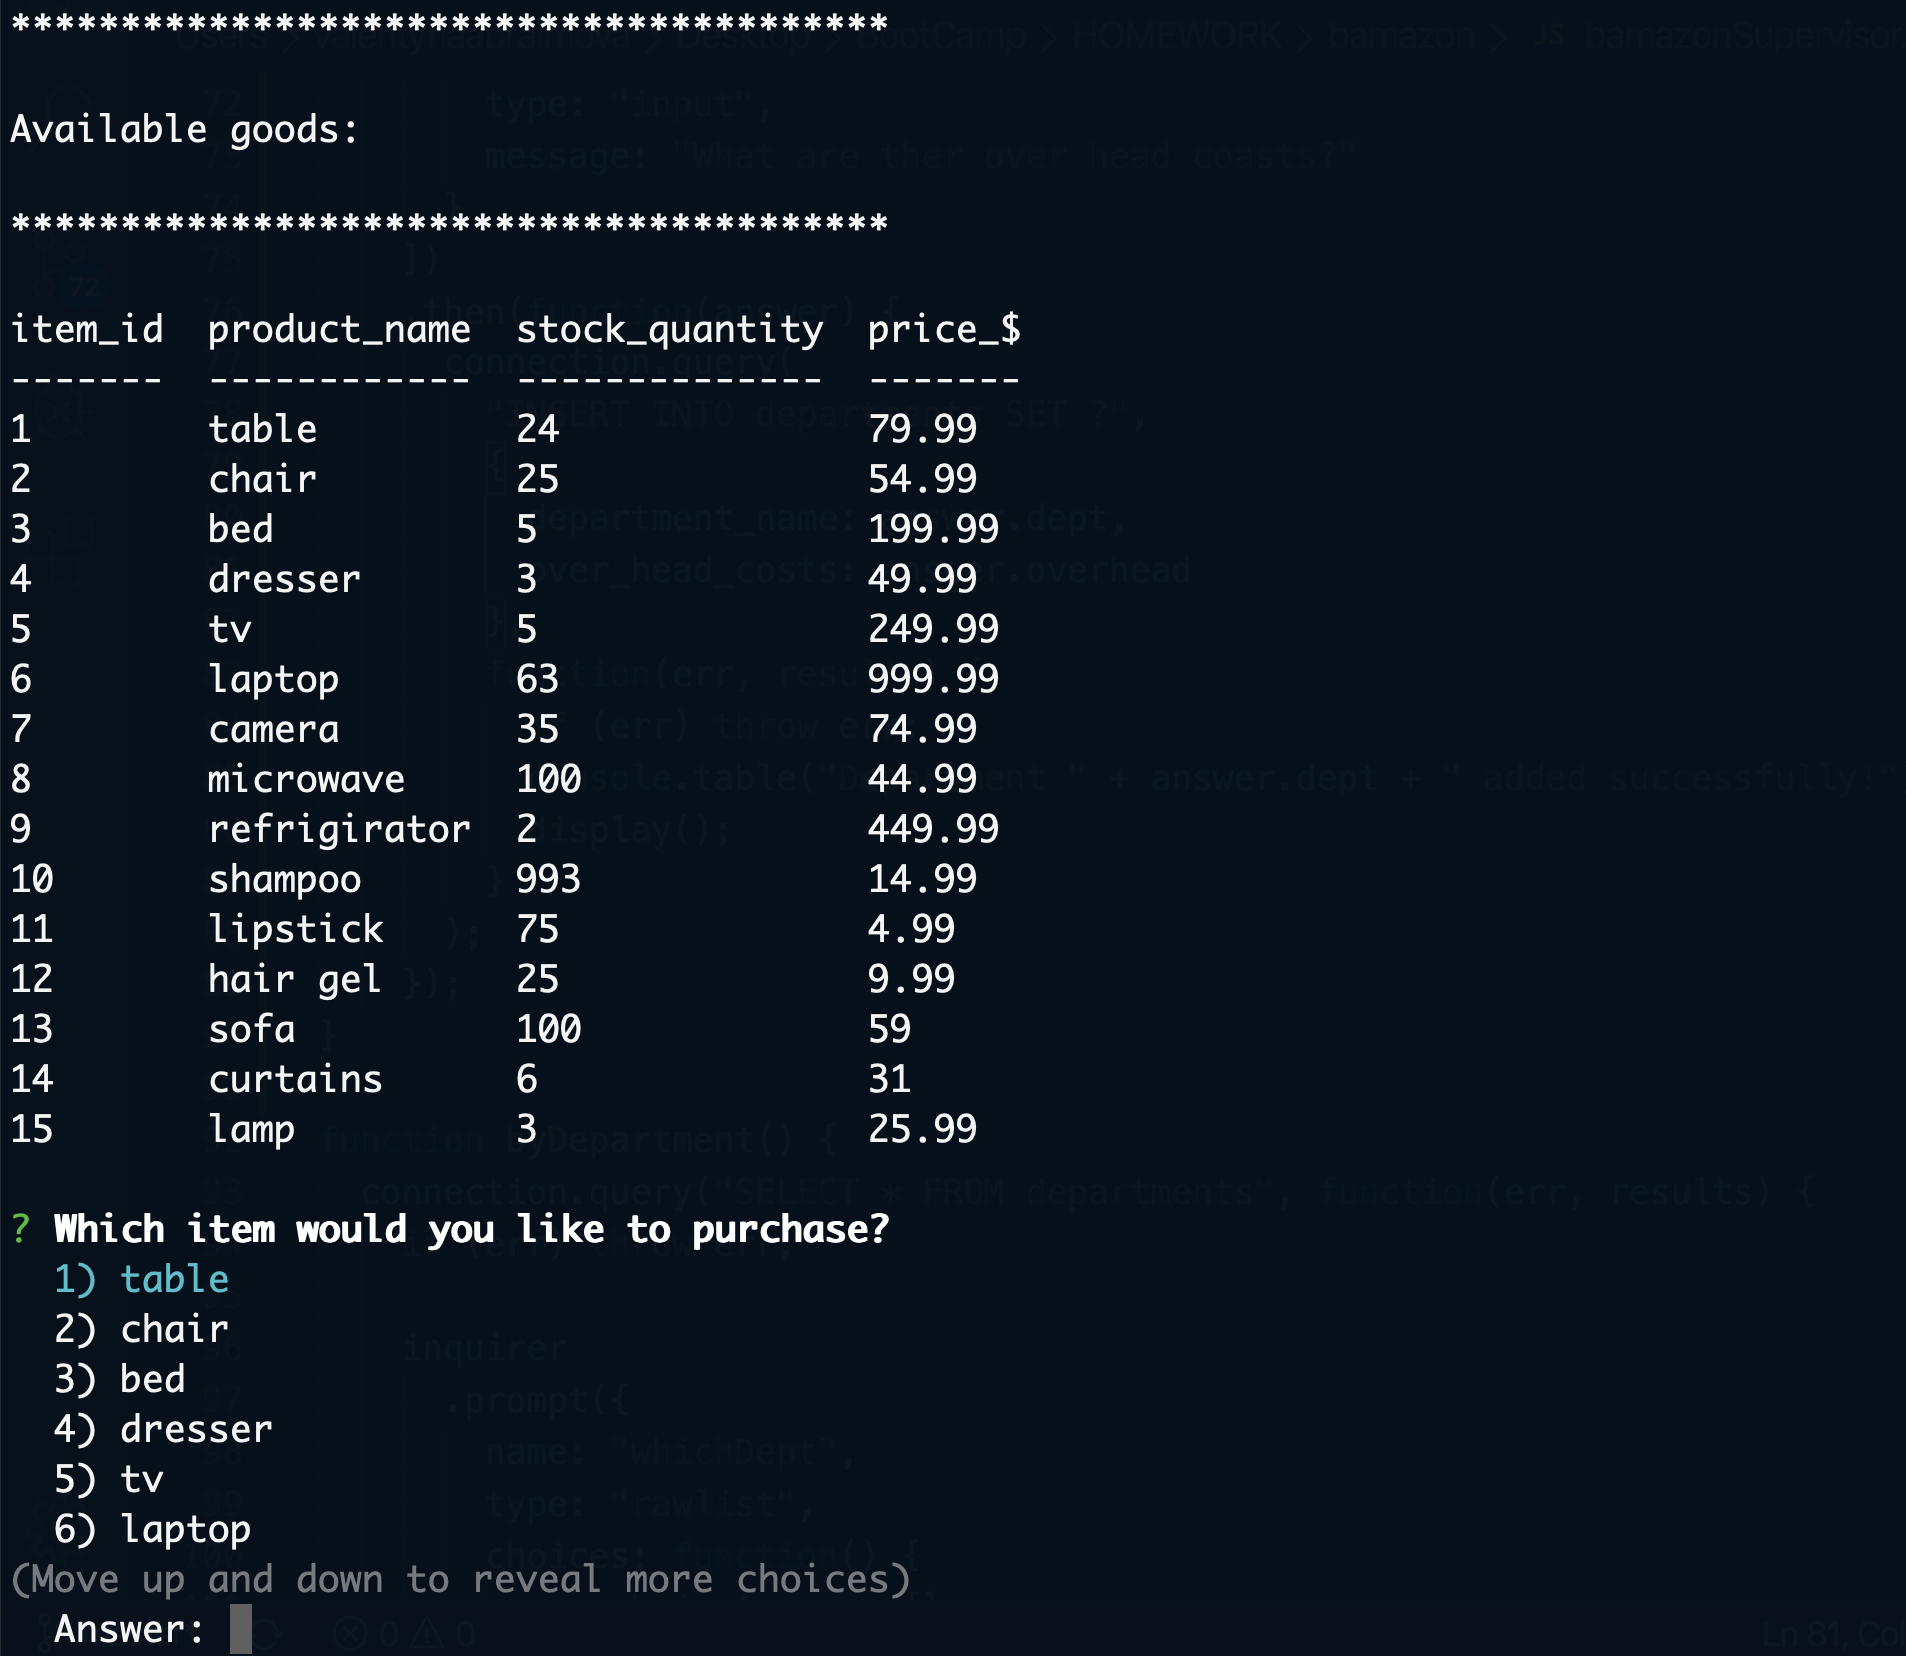 ****************************************
Available goods:
****************************************
item_id  product_name  stock_quantity  price_$
-------  ------------  --------------  -------
1        table         24              79.99
2        chair         25              54.99
3        bed           5               199.99
4        dresser       3               49.99
5        tv            5               249.99
6        laptop        63              999.99
7        camera        35              74.99
8        microwave     100             44.99
9        refrigirator  2               449.99
10       shampoo       993             14.99
11       lipstick      75              4.99
12       hair gel      25              9.99
13       sofa          100             59
14       curtains      6               31
15       lamp          3               25.99
? Which item would you like to purchase?
  1) table
  2) chair
  3) bed
  4) dresser
  5) tv
  6) laptop
(Move up and down to reveal more choices)
  Answer: